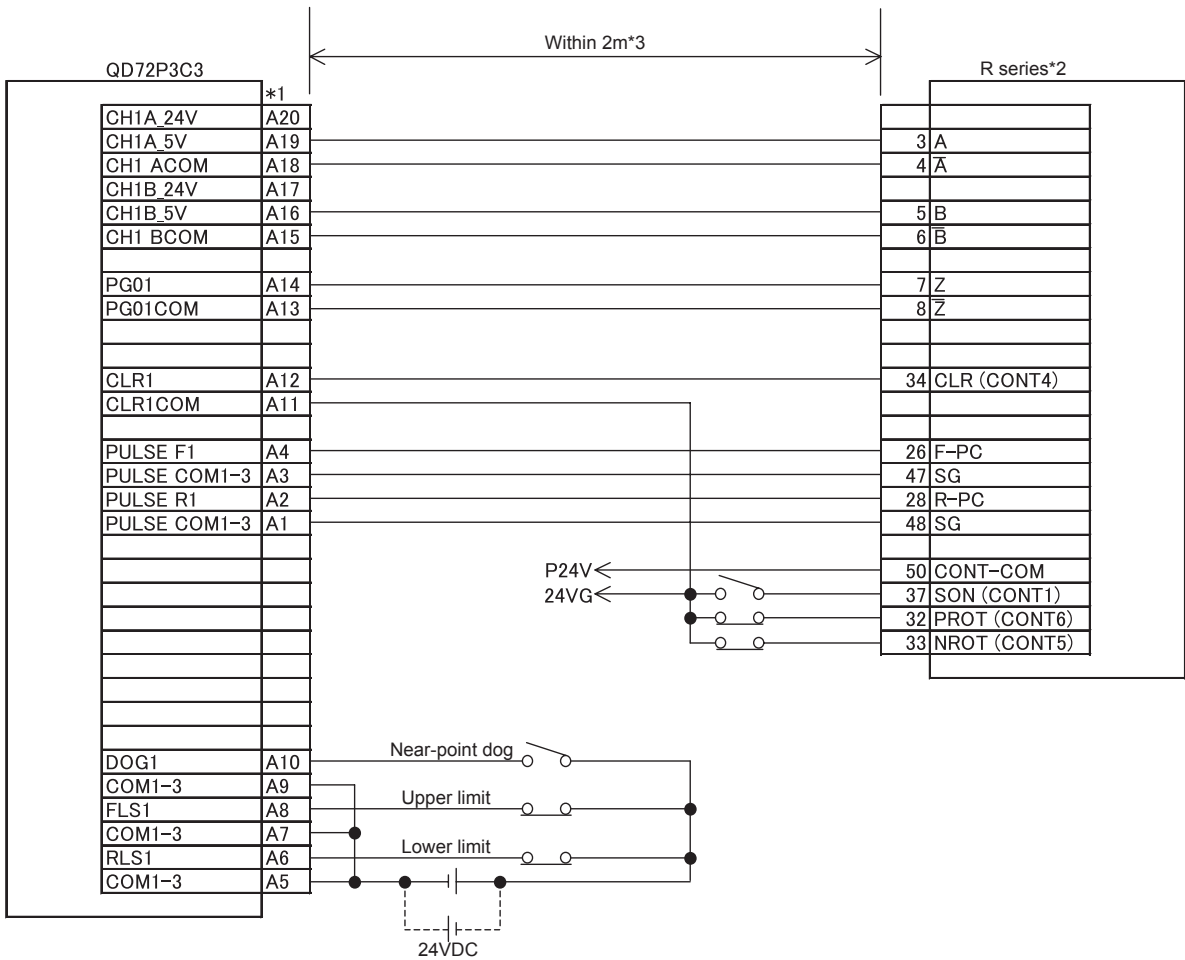 Within 2m*3
QD72P3C3
R series*2
*1
CH1A_24V A20
CH1A_5V A19 3 A
CH1 ACOM A18 4 A̅
CH1B_24V A17
CH1B_5V A16 5 B
CH1 BCOM A15 6 B̅
PG01 A14 7 Z
PG01COM A13 8 Z̅
CLR1 A12 34 CLR (CONT4)
CLR1COM A11
PULSE F1 A4 26 F-PC
PULSE COM1-3 A3 47 SG
PULSE R1 A2 28 R-PC
PULSE COM1-3 A1 48 SG
P24V 50 CONT-COM
24VG 37 SON (CONT1)
32 PROT (CONT6)
33 NROT (CONT5)
DOG1 A10 Near-point dog
COM1-3 A9
FLS1 A8 Upper limit
COM1-3 A7
RLS1 A6 Lower limit
COM1-3 A5
24VDC